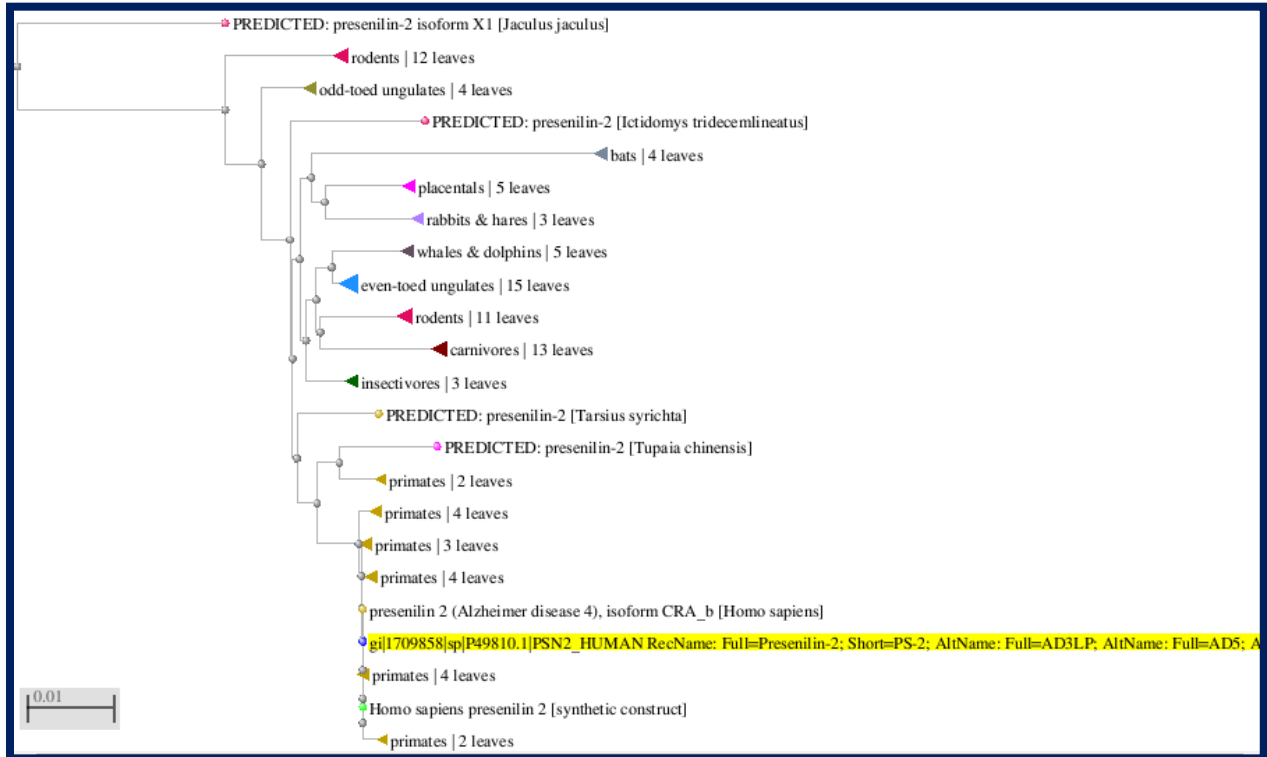 PREDICTED: presenilin-2 isoform X1 [Jaculus jaculus]
rodents | 12 leaves
odd-toed ungulates | 4 leaves
PREDICTED: presenilin-2 [Ictidomys tridecemlineatus]
bats | 4 leaves
placentals | 5 leaves
rabbits & hares | 3 leaves
whales & dolphins | 5 leaves
even-toed ungulates | 15 leaves
rodents | 11 leaves
carnivores | 13 leaves
insectivores | 3 leaves
PREDICTED: presenilin-2 [Tarsius syrichta]
PREDICTED: presenilin-2 [Tupaia chinensis]
primates | 2 leaves
primates | 4 leaves
primates | 3 leaves
primates | 4 leaves
presenilin 2 (Alzheimer disease 4), isoform CRA_b [Homo sapiens]
gi|1709858|sp|P49810.1|PSN2_HUMAN RecName: Full=Presenilin-2; Short=PS-2; AltName: Full=AD3LP; AltName: Full=AD5; A
primates | 4 leaves
0.01
Homo sapiens presenilin 2 [synthetic construct]
primates | 2 leaves